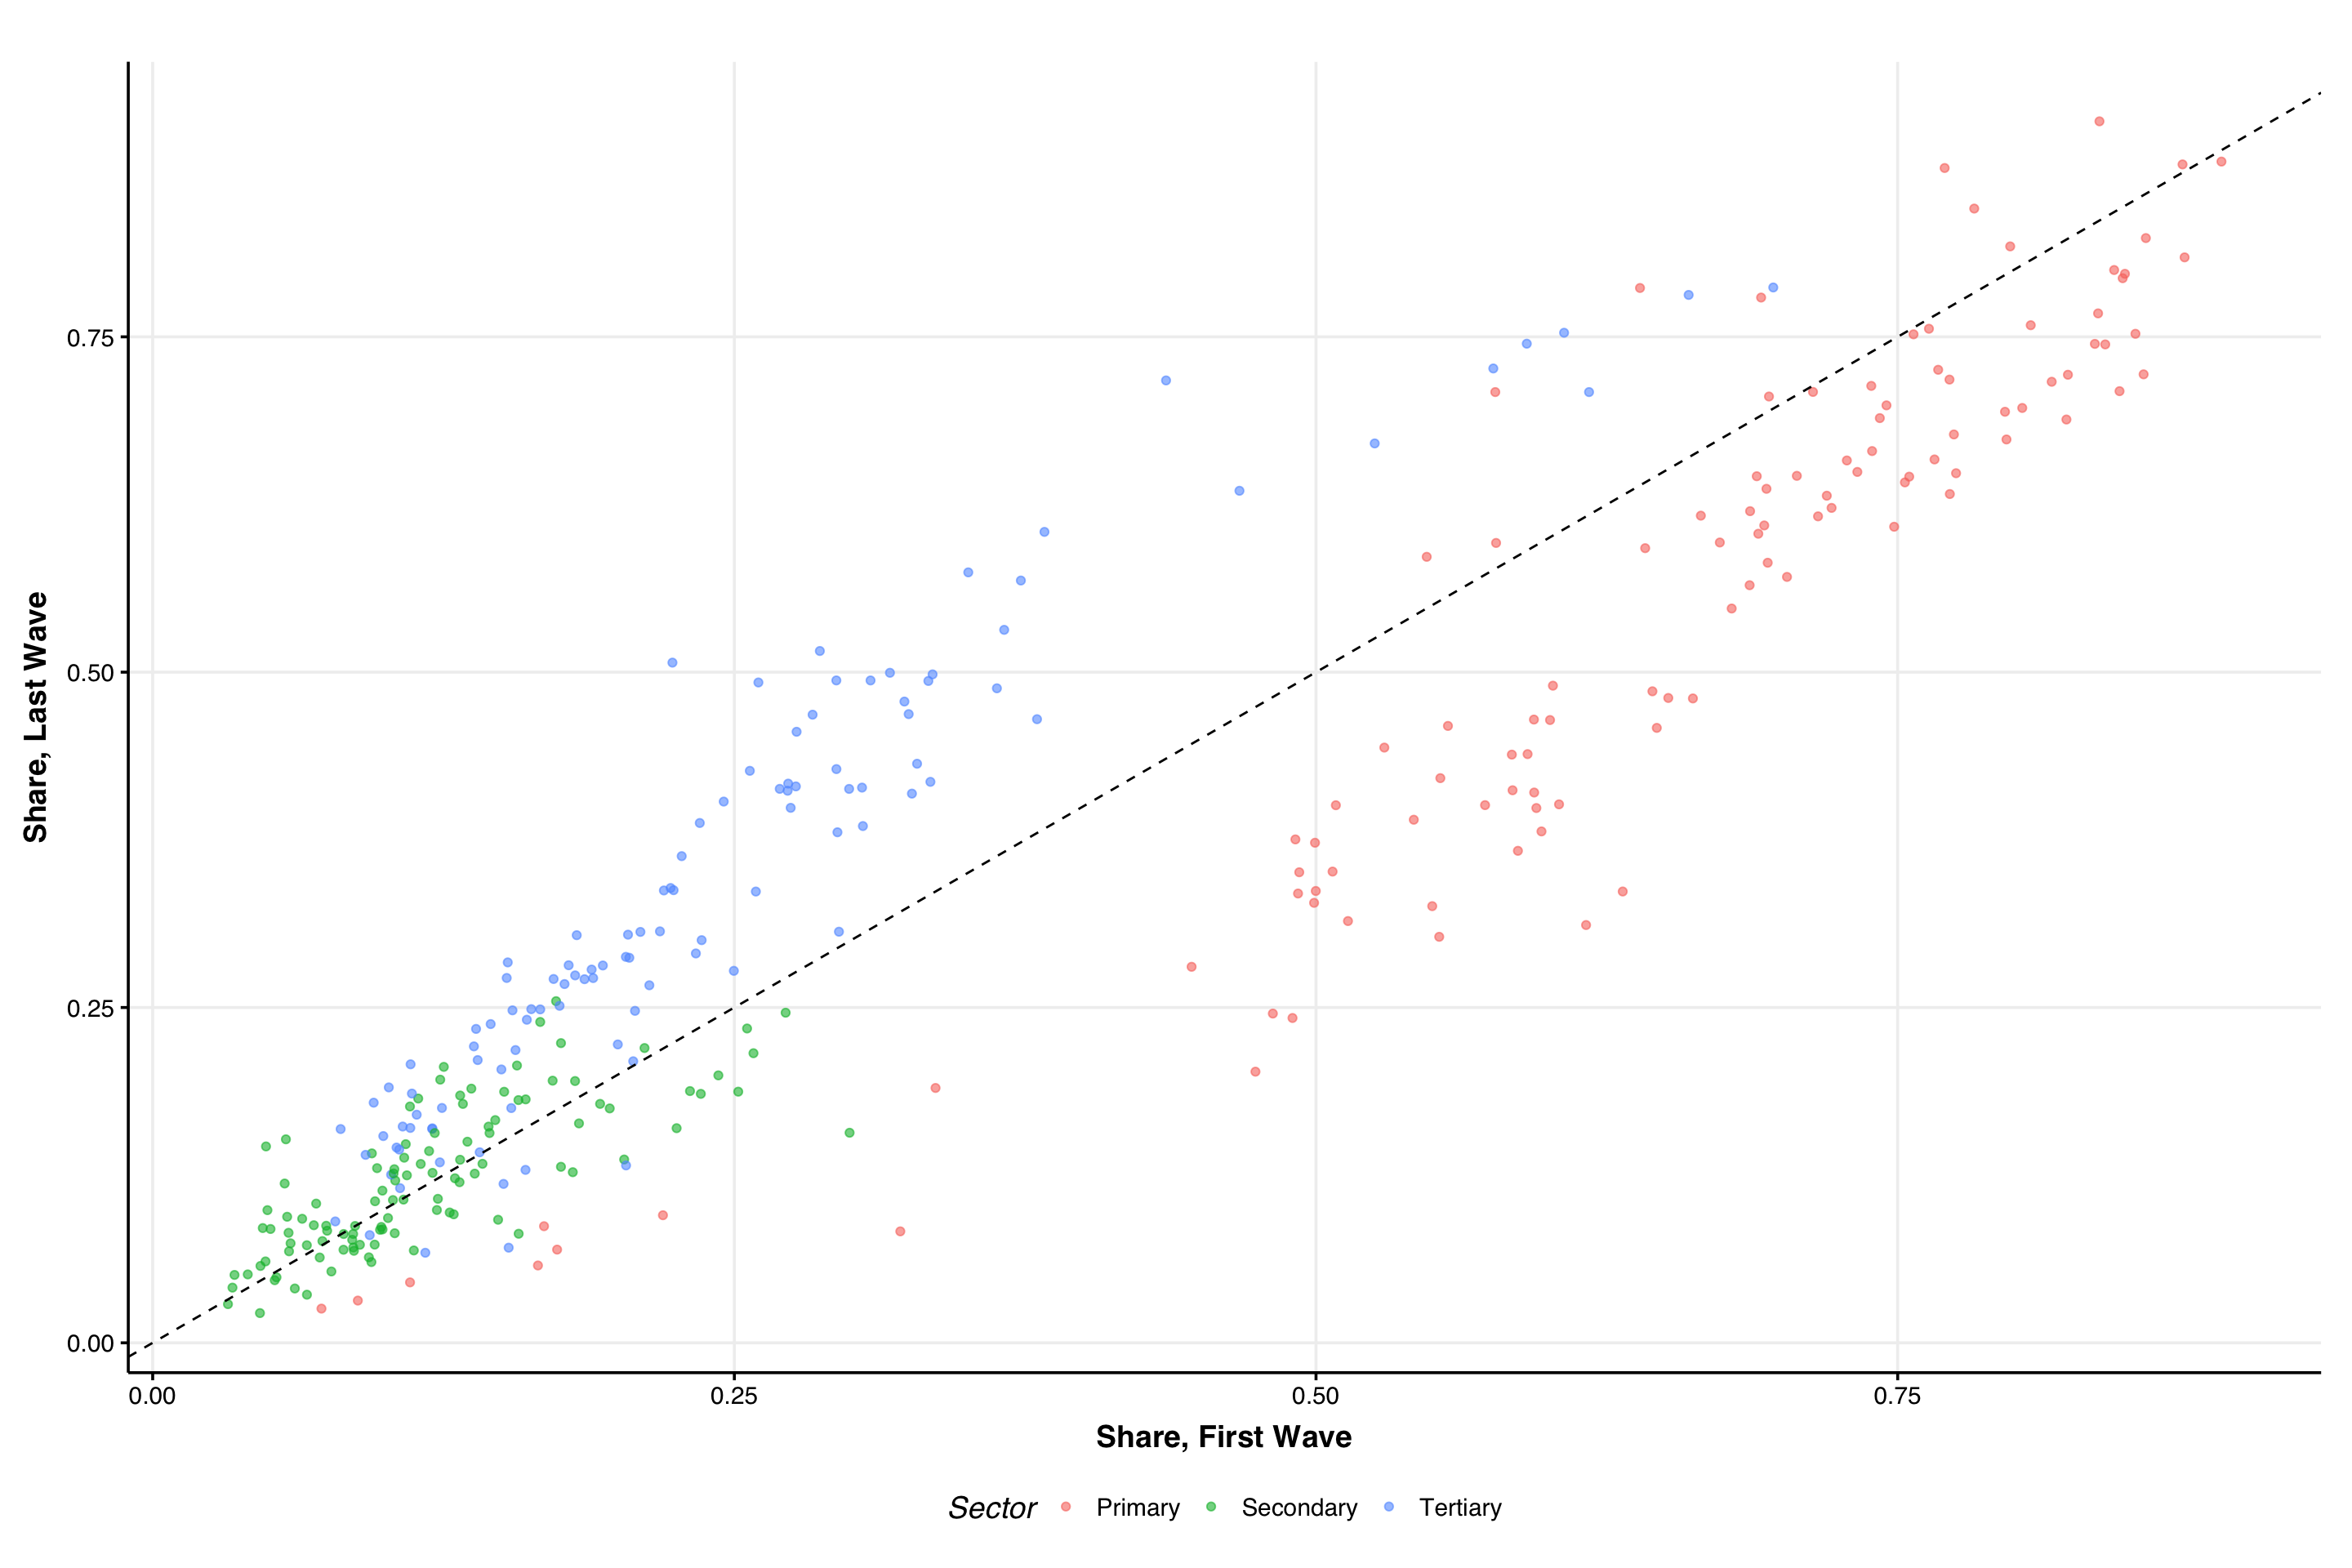 Share, Last Wave
0.75
0.50
0.25
0.00
0.00 0.25 0.50 0.75
Share, First Wave
Sector Primary Secondary Tertiary